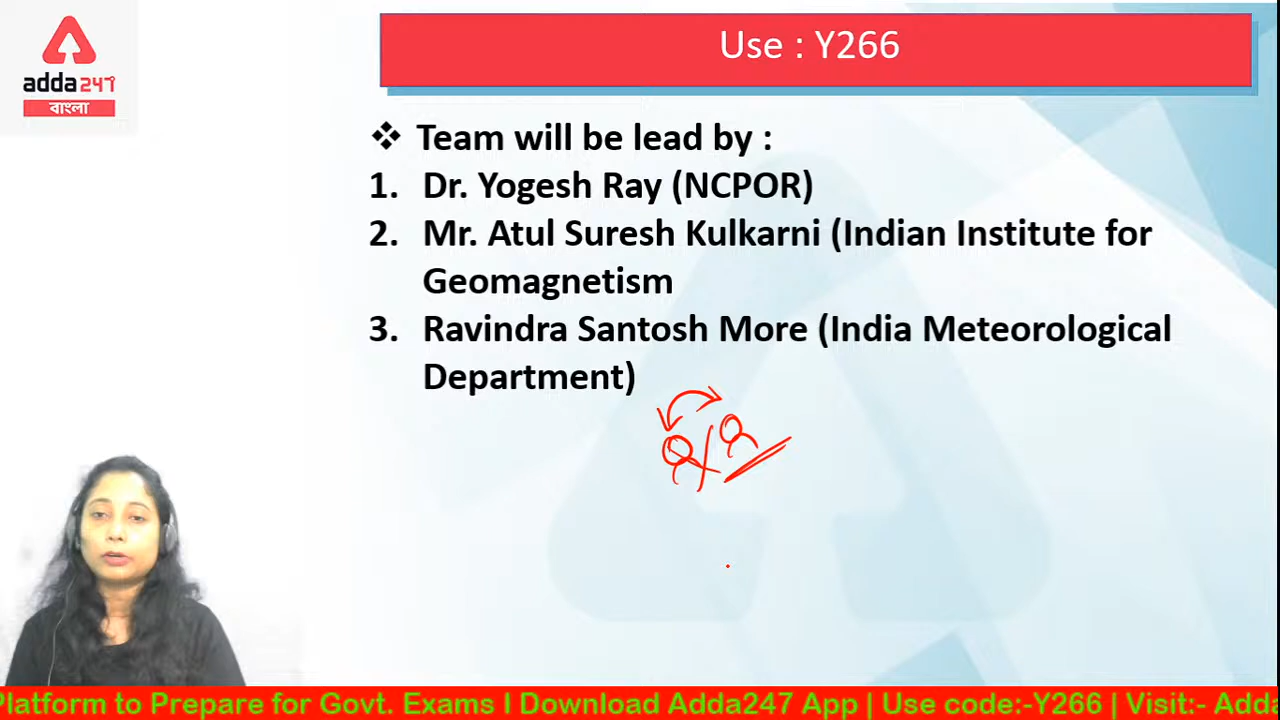 Use : Y266
adda247
বাংলা
❖ Team will be lead by :
1. Dr. Yogesh Ray (NCPOR)
2. Mr. Atul Suresh Kulkarni (Indian Institute for
Geomagnetism
3. Ravindra Santosh More (India Meteorological
Department)
Platform to Prepare for Govt. Exams I Download Adda247 App | Use code:-Y266 | Visit:- Adda